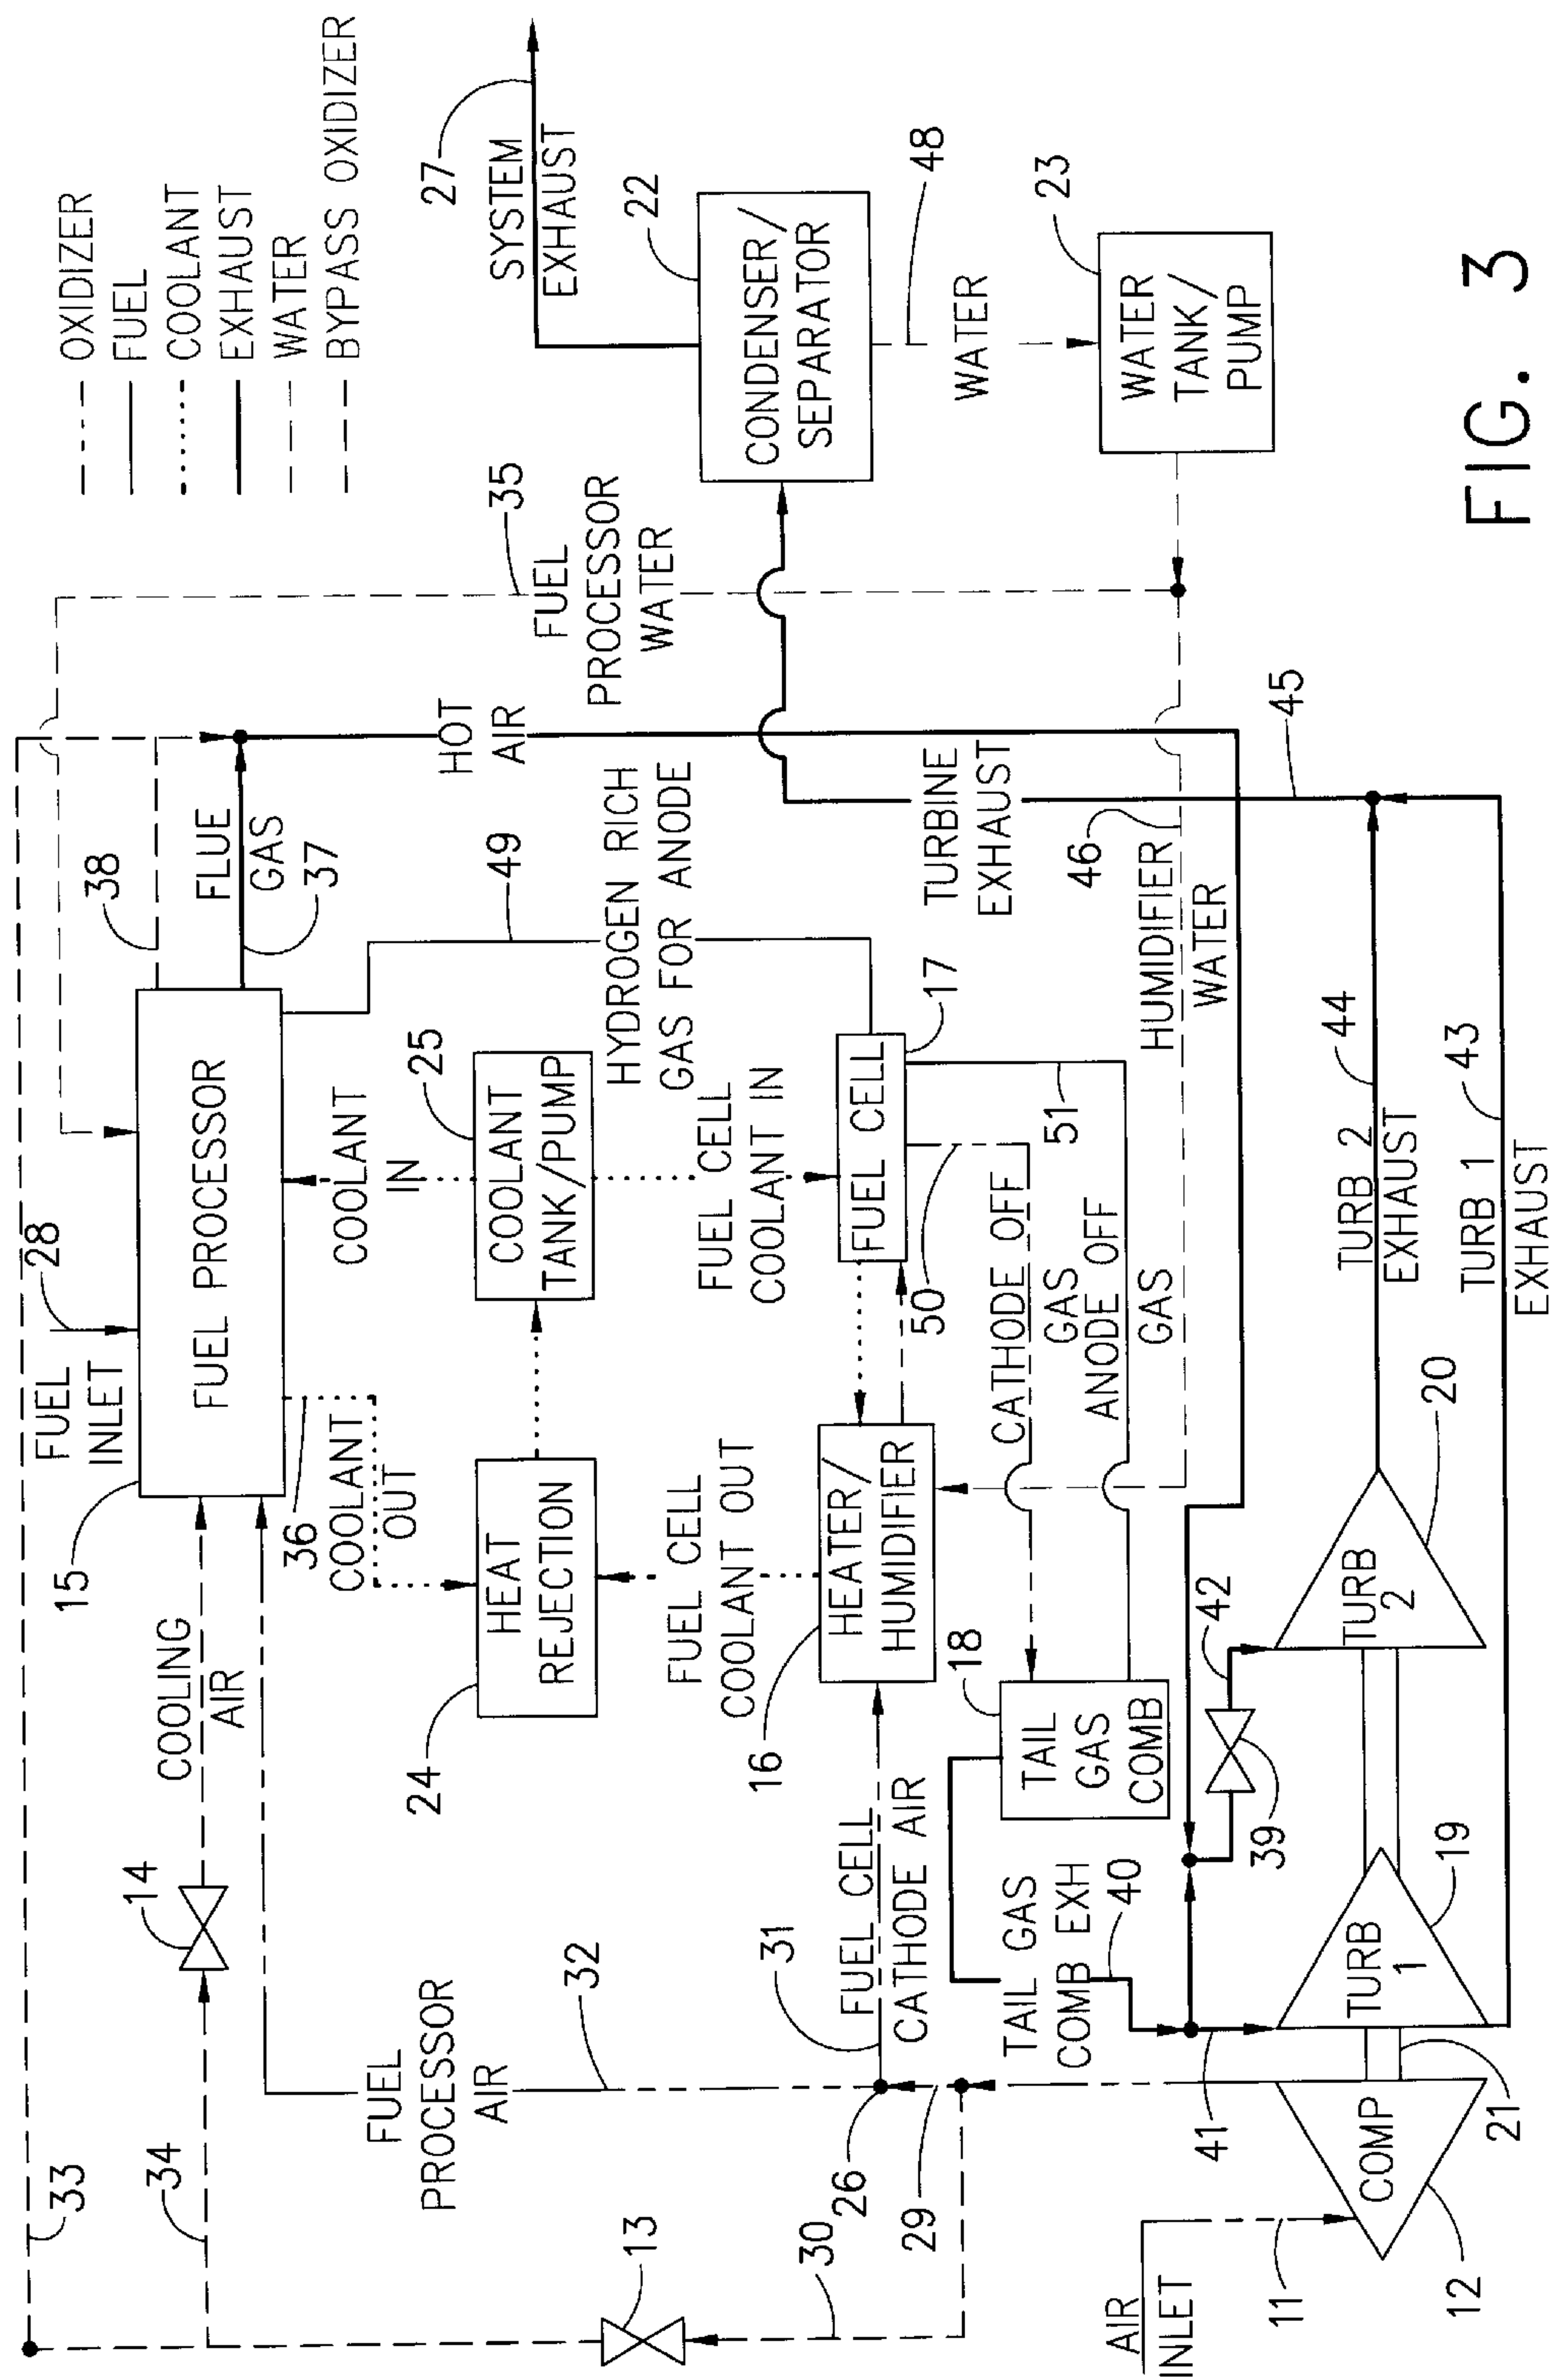 OXIDIZER
FUEL
COOLANT
EXHAUST
WATER
BYPASS OXIDIZER
33
34
14
COOLING
AIR
15
FUEL
INLET
28
FUEL PROCESSOR
38
FLUE
GAS
37
36
COOLANT
OUT
COOLANT
IN
HOT
AIR
49
35
FUEL
PROCESSOR
WATER
27
SYSTEM
EXHAUST
13
FUEL
PROCESSOR
AIR
32
24
HEAT
REJECTION
25
COOLANT
TANK/PUMP
HYDROGEN RICH
GAS FOR ANODE
22
CONDENSER/
SEPARATOR
30
26
29
31
FUEL CELL
CATHODE AIR
16
FUEL CELL
COOLANT OUT
HEATER/
HUMIDIFIER
FUEL CELL
COOLANT IN
FUEL CELL
17
50
51
TURBINE
EXHAUST
48
WATER
TAIL GAS
COMB EXH
40
18
TAIL
GAS
COMB
CATHODE OFF
GAS
ANODE OFF
GAS
46
HUMIDIFIER
WATER
23
WATER
TANK/
PUMP
AIR
INLET
11
41
39
42
45
COMP
12
21
TURB
1
19
TURB
2
20
TURB 2
EXHAUST
44
TURB 1
EXHAUST
43
FIG. 3